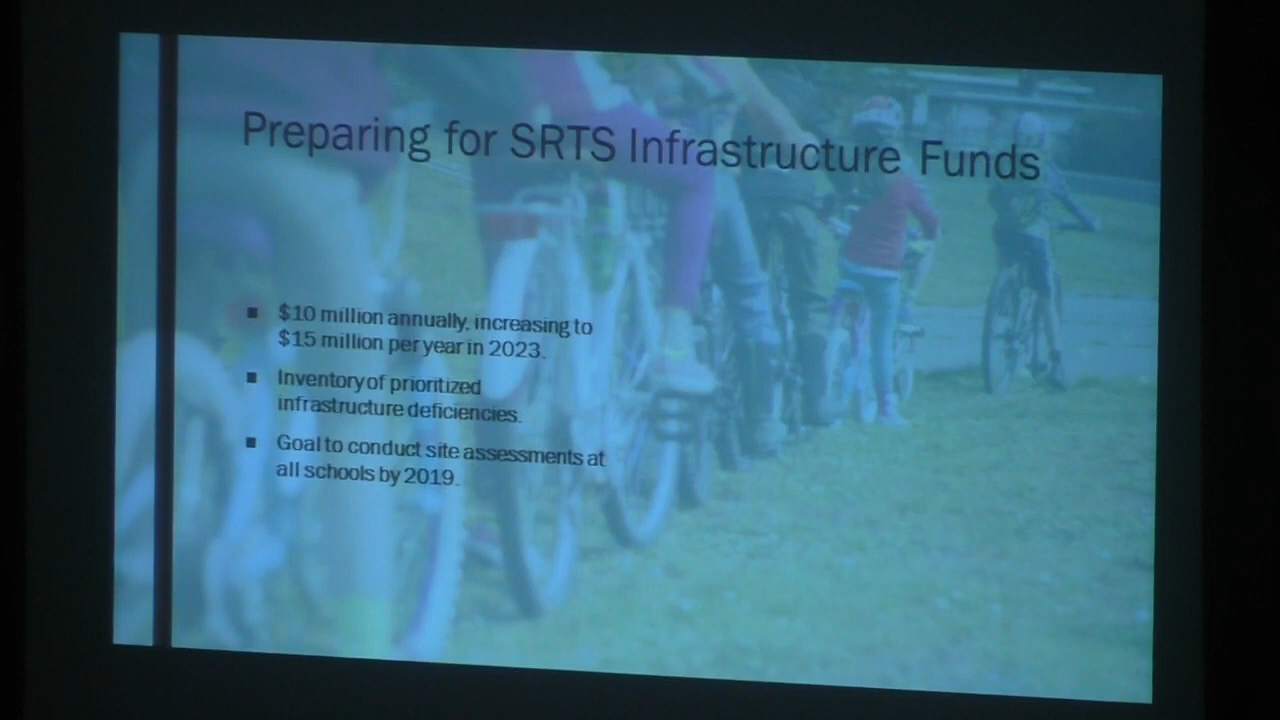 Preparing for SRTS Infrastructure Funds
▪ $10 million annually, increasing to
$15 million per year in 2023.
▪ Inventory of prioritized
infrastructure deficiencies.
▪ Goal to conduct site assessments at
all schools by 2019.